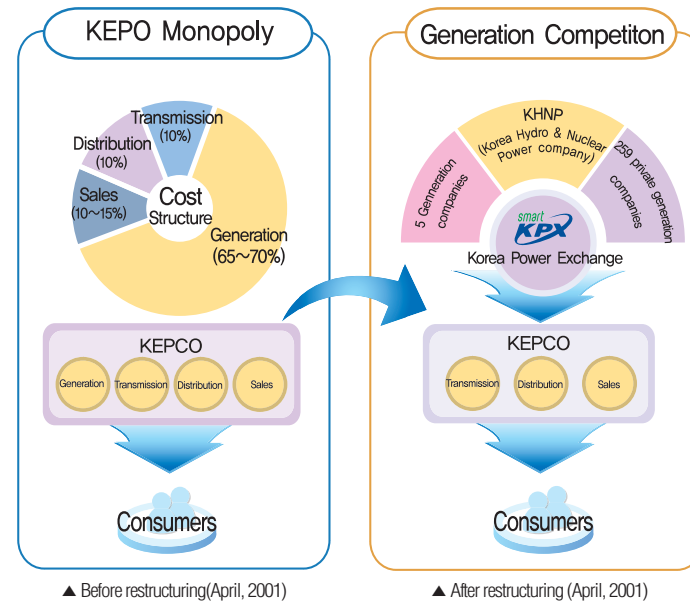 KEPO Monopoly
Transmission
(10%)
Distribution
(10%)
Sales
(10~15%)
Cost
Structure
Generation
(65~70%)
KEPCO
Generation
Transmission
Distribution
Sales
Consumers
▲ Before restructuring(April, 2001)
Generation Competiton
5 Genneration
companies
KHNP
(Korea Hydro & Nuclear
Power company)
259 private generation
companies
smart
KPX
Korea Power Exchange
KEPCO
Transmission
Distribution
Sales
Consumers
▲ After restructuring (April, 2001)